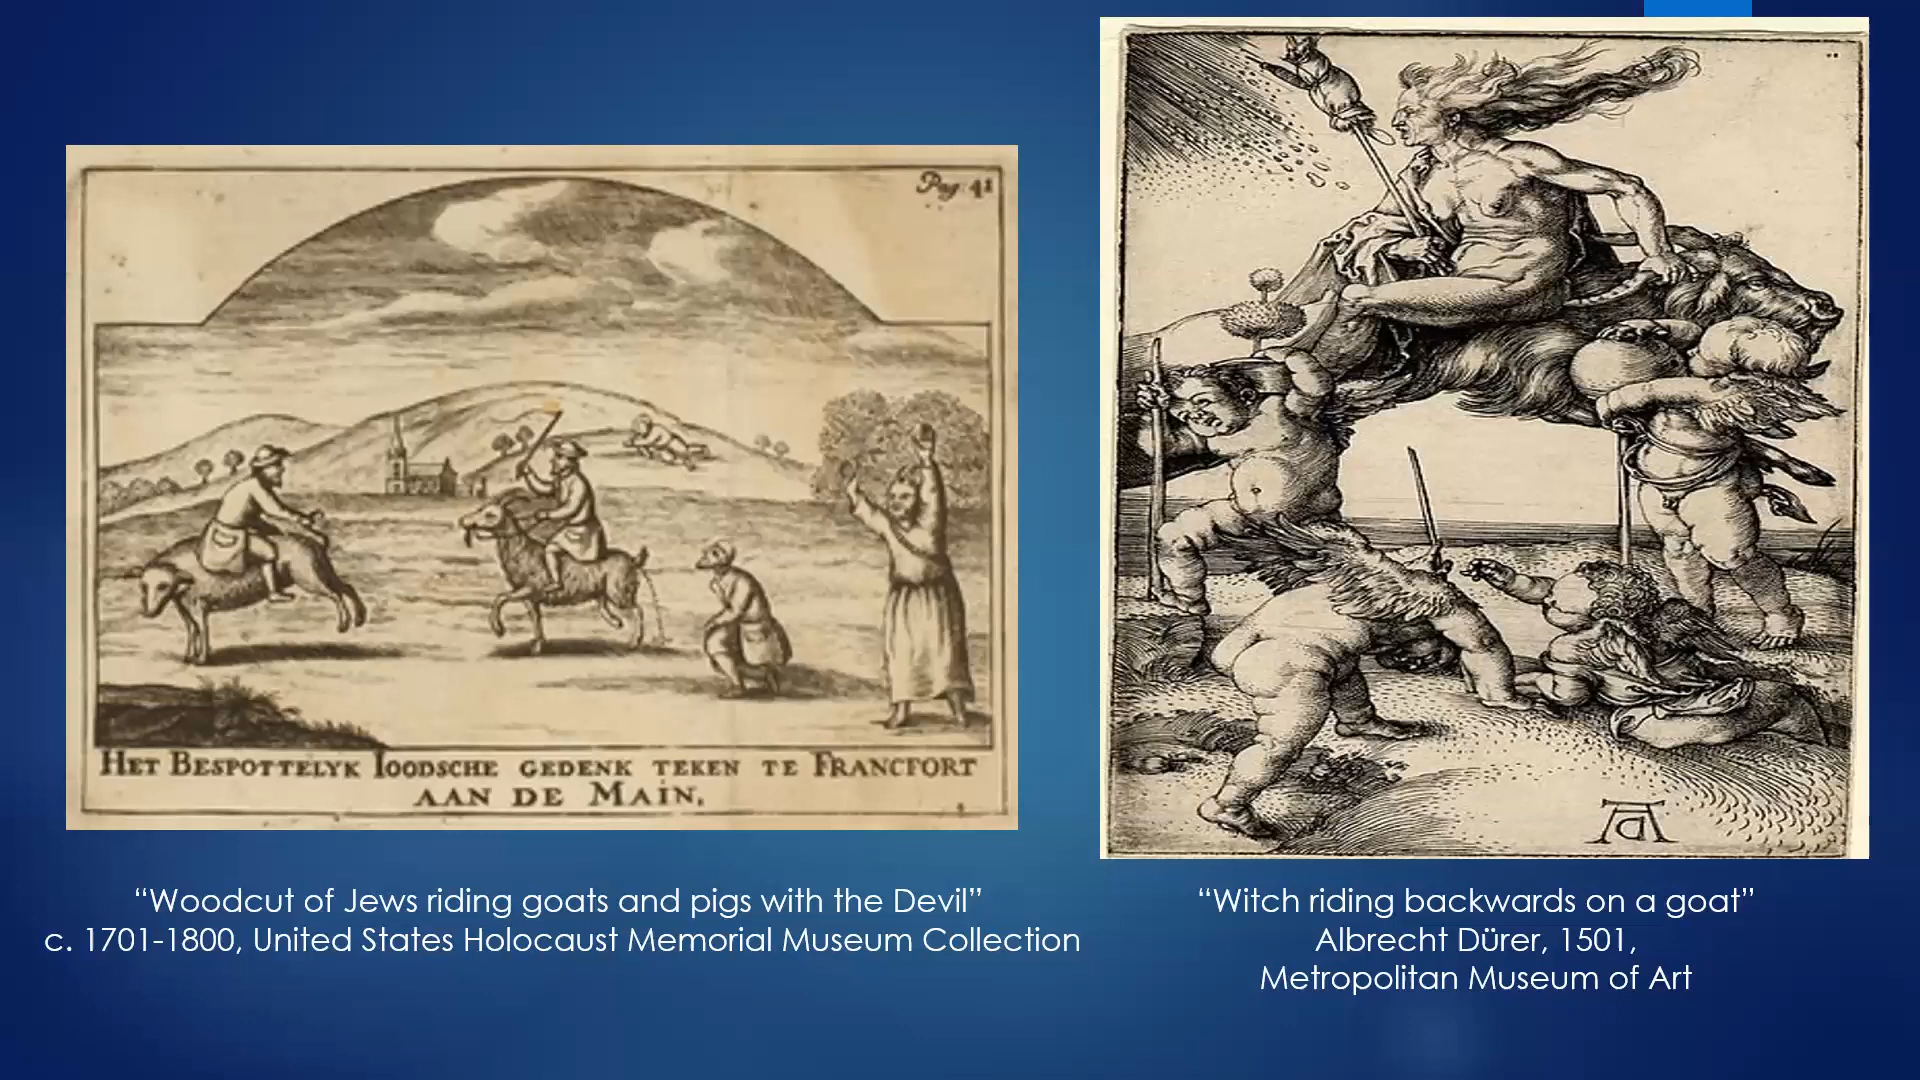 Pag. 41
HET BESPOTTELYK IOODSCHE GEDENK TEKEN TE FRANCFORT
AAN DE MAIN.
“Woodcut of Jews riding goats and pigs with the Devil”
c. 1701-1800, United States Holocaust Memorial Museum Collection
AD
“Witch riding backwards on a goat”
Albrecht Dürer, 1501,
Metropolitan Museum of Art